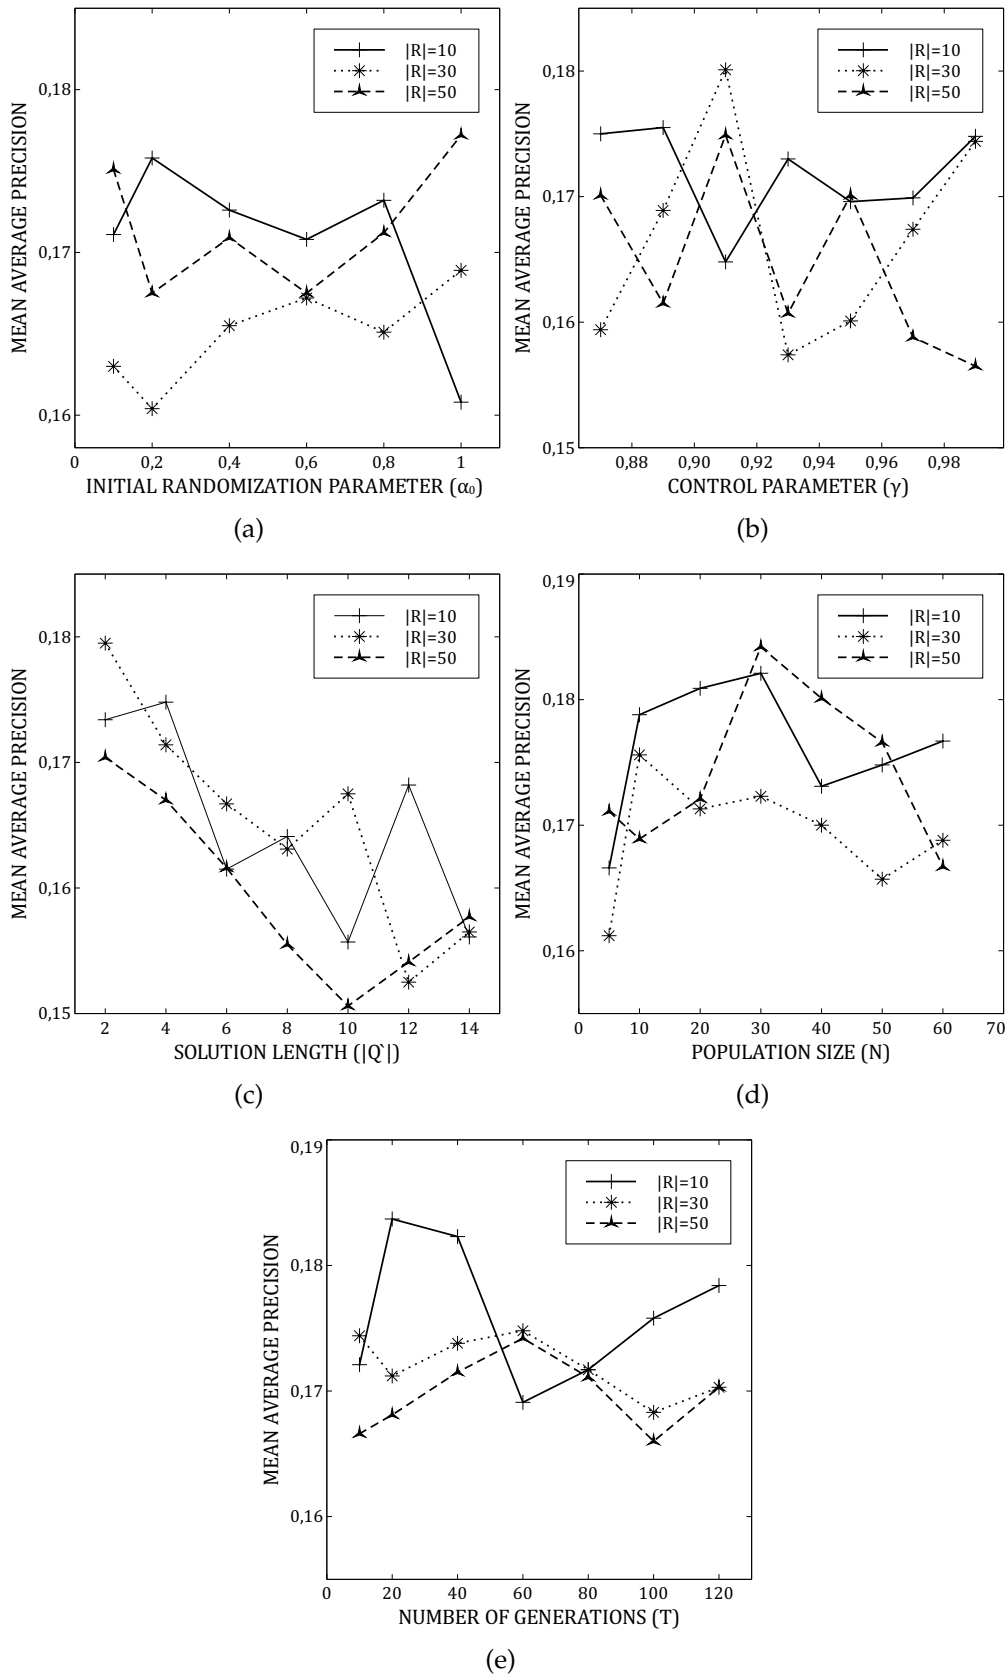 |R|=10
|R|=30
|R|=50
MEAN AVERAGE PRECISION
0,18
0,17
0,16
0 0,2 0,4 0,6 0,8 1
INITIAL RANDOMIZATION PARAMETER (α₀)
(a)
|R|=10
|R|=30
|R|=50
MEAN AVERAGE PRECISION
0,18
0,17
0,16
0,15
0,88 0,90 0,92 0,94 0,96 0,98
CONTROL PARAMETER (γ)
(b)
|R|=10
|R|=30
|R|=50
MEAN AVERAGE PRECISION
0,18
0,17
0,16
0,15
2 4 6 8 10 12 14
SOLUTION LENGTH (|Q`|)
(c)
|R|=10
|R|=30
|R|=50
MEAN AVERAGE PRECISION
0,19
0,18
0,17
0,16
0 10 20 30 40 50 60 70
POPULATION SIZE (N)
(d)
|R|=10
|R|=30
|R|=50
MEAN AVERAGE PRECISION
0,19
0,18
0,17
0,16
0 20 40 60 80 100 120
NUMBER OF GENERATIONS (T)
(e)